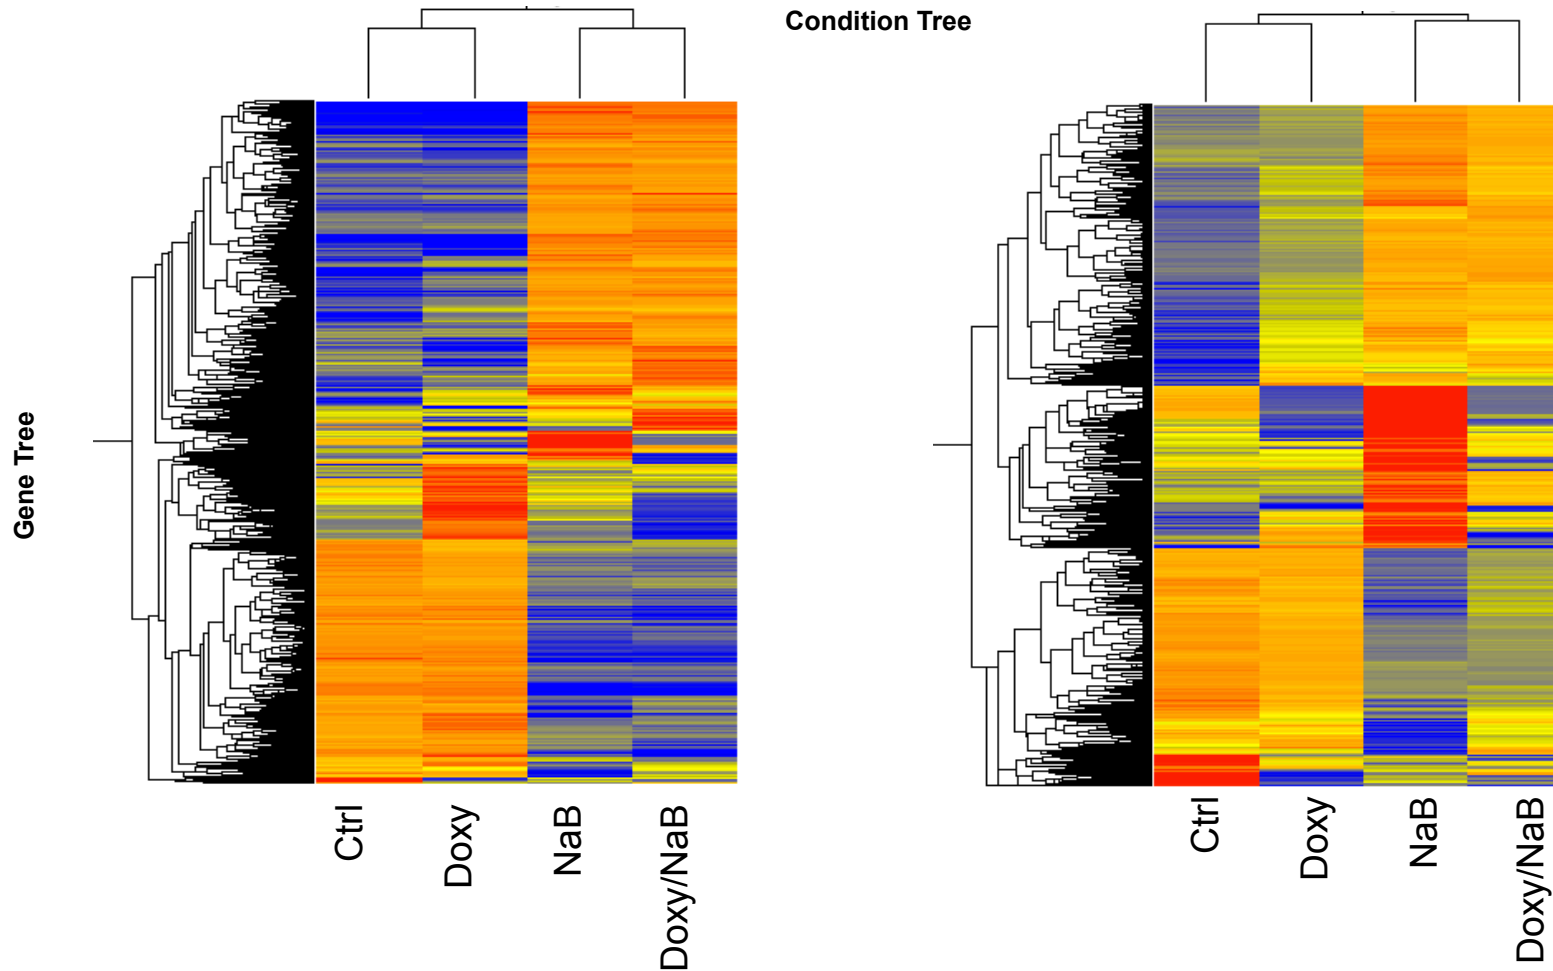 Condition Tree
Gene Tree
Ctrl
Doxy
NaB
Doxy/NaB
Ctrl
Doxy
NaB
Doxy/NaB